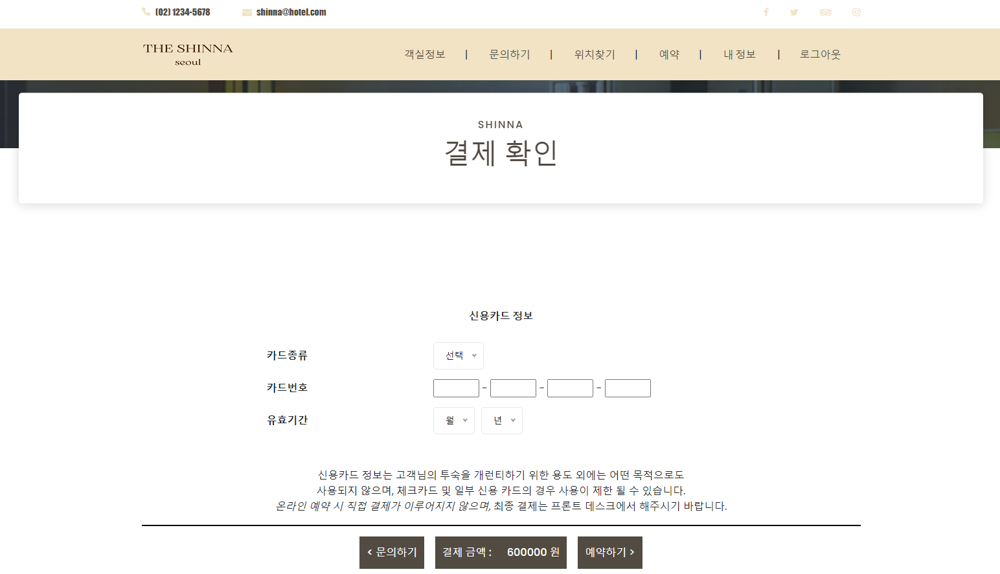 (02) 1234-5678 shinna@hotel.com
THE SHINNA
seoul
객실정보 | 문의하기 | 위치찾기 | 예약 | 내 정보 | 로그아웃
SHINNA
결제 확인
신용카드 정보
카드종류 선택
카드번호 - - -
유효기간 월 년
신용카드 정보는 고객님의 투숙을 개런티하기 위한 용도 외에는 어떤 목적으로도
사용되지 않으며, 체크카드 및 일부 신용 카드의 경우 사용이 제한 될 수 있습니다.
온라인 예약 시 직접 결제가 이루어지지 않으며, 최종 결제는 프론트 데스크에서 해주시기 바랍니다.
< 문의하기 결제 금액 : 600000 원 예약하기 >